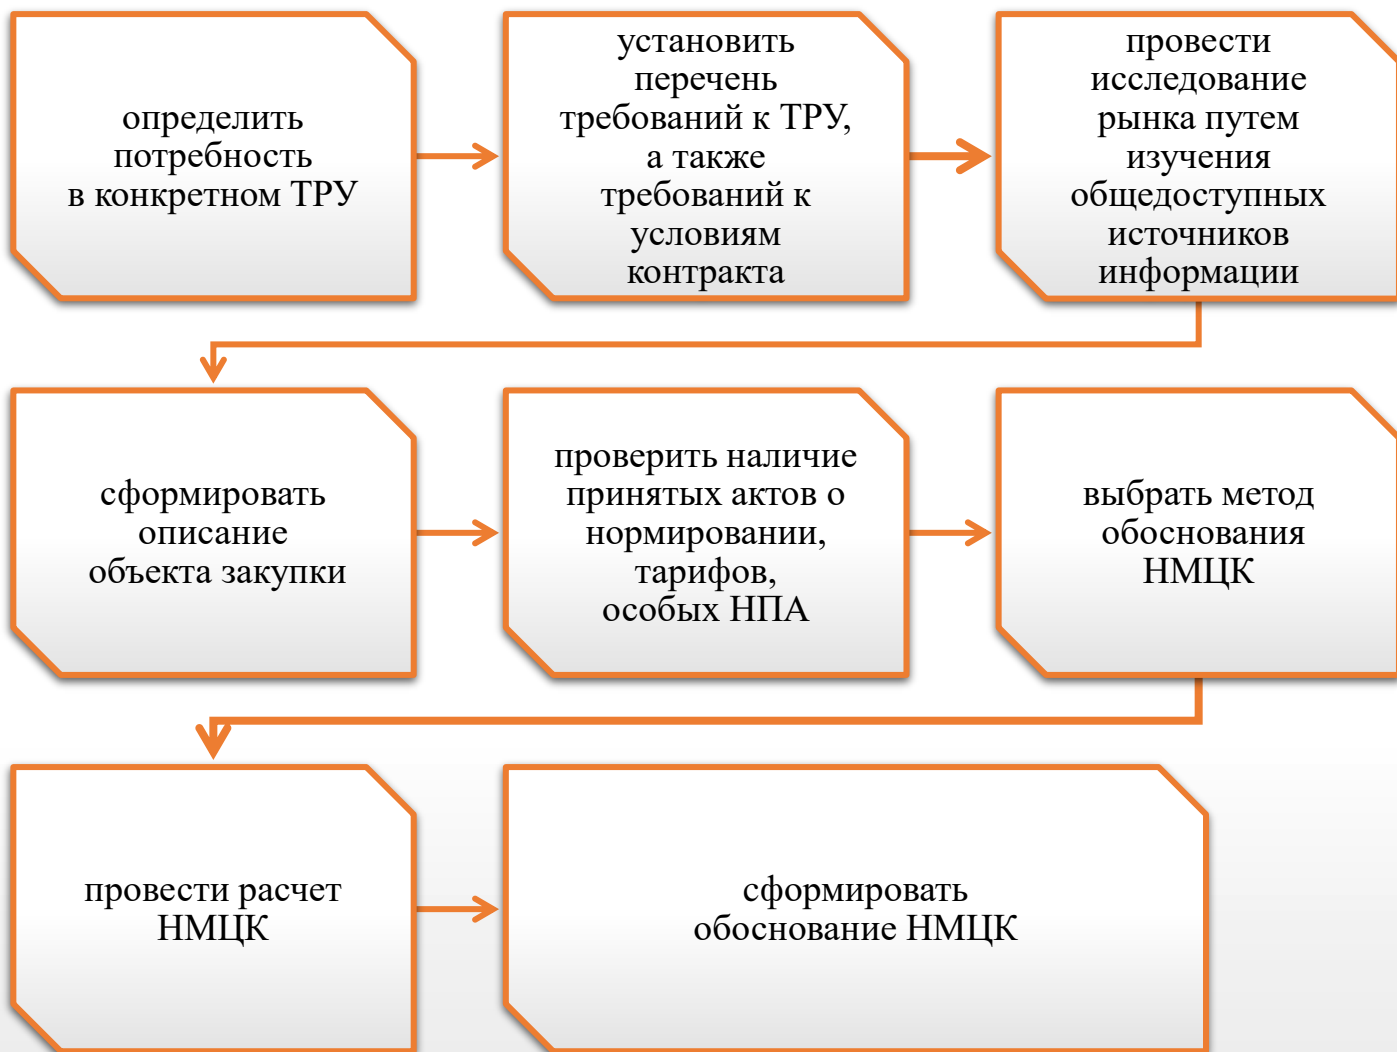 определить
потребность
в конкретном ТРУ
установить
перечень
требований к ТРУ,
а также
требований к
условиям
контракта
провести
исследование
рынка путем
изучения
общедоступных
источников
информации
сформировать
описание
объекта закупки
проверить наличие
принятых актов о
нормировании,
тарифов,
особых НПА
выбрать метод
обоснования
НМЦК
провести расчет
НМЦК
сформировать
обоснование НМЦК